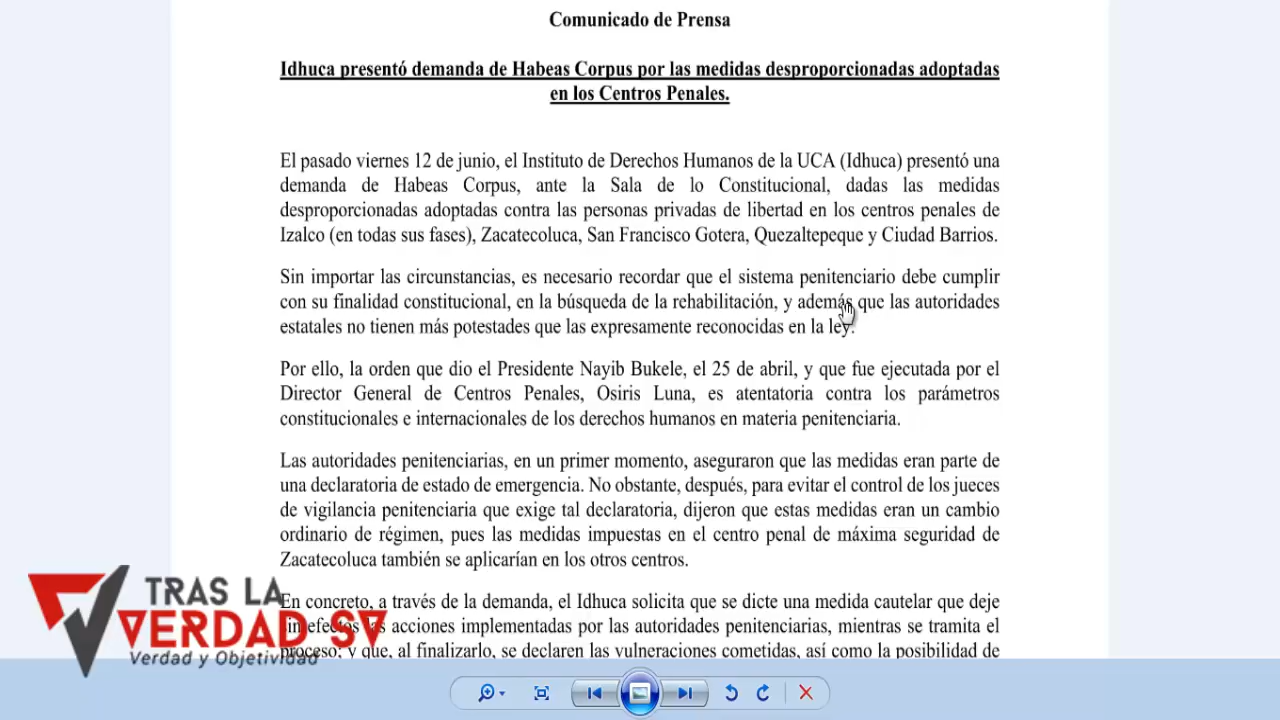 Comunicado de Prensa
Idhuca presentó demanda de Habeas Corpus por las medidas desproporcionadas adoptadas
en los Centros Penales.
El pasado viernes 12 de junio, el Instituto de Derechos Humanos de la UCA (Idhuca) presentó una
demanda de Habeas Corpus, ante la Sala de lo Constitucional, dadas las medidas
desproporcionadas adoptadas contra las personas privadas de libertad en los centros penales de
Izalco (en todas sus fases), Zacatecoluca, San Francisco Gotera, Quezaltepeque y Ciudad Barrios.
Sin importar las circunstancias, es necesario recordar que el sistema penitenciario debe cumplir
con su finalidad constitucional, en la búsqueda de la rehabilitación, y además que las autoridades
estatales no tienen más potestades que las expresamente reconocidas en la ley.
Por ello, la orden que dio el Presidente Nayib Bukele, el 25 de abril, y que fue ejecutada por el
Director General de Centros Penales, Osiris Luna, es atentatoria contra los parámetros
constitucionales e internacionales de los derechos humanos en materia penitenciaria.
Las autoridades penitenciarias, en un primer momento, aseguraron que las medidas eran parte de
una declaratoria de estado de emergencia. No obstante, después, para evitar el control de los jueces
de vigilancia penitenciaria que exige tal declaratoria, dijeron que estas medidas eran un cambio
ordinario de régimen, pues las medidas impuestas en el centro penal de máxima seguridad de
Zacatecoluca también se aplicarían en los otros centros.
En concreto, a través de la demanda, el Idhuca solicita que se dicte una medida cautelar que deje
sin efectos las acciones implementadas por las autoridades penitenciarias, mientras se tramita el
proceso; y que, al finalizarlo, se declaren las vulneraciones cometidas, así como la posibilidad de
TRAS LA
VERDAD SV
Verdad y Objetividad